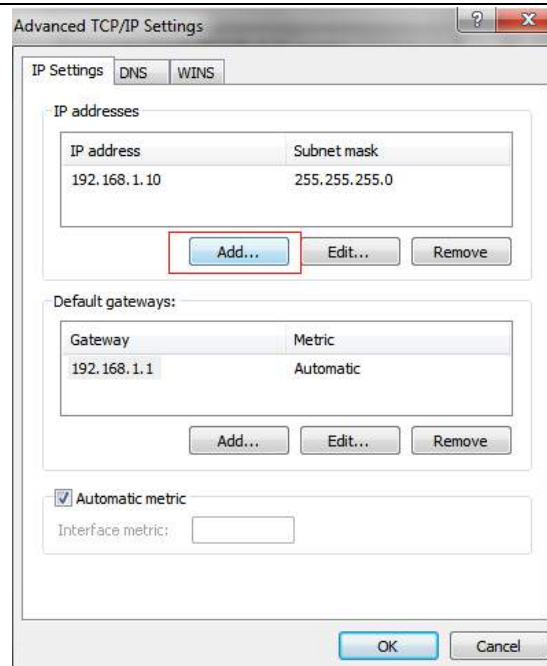 Advanced TCP/IP Settings
IP Settings DNS WINS
IP addresses
IP address Subnet mask
192.168.1.10 255.255.255.0
Add... Edit... Remove
Default gateways:
Gateway Metric
192.168.1.1 Automatic
Add... Edit... Remove
Automatic metric
Interface metric:
OK Cancel